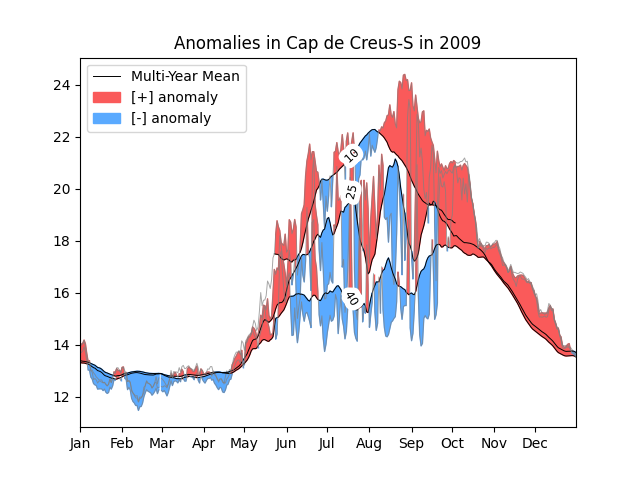 Anomalies in Cap de Creus-S in 2009
Multi-Year Mean
[+] anomaly
[-] anomaly
24
22
20
18
16
14
12
10
25
40
Jan Feb Mar Apr May Jun Jul Aug Sep Oct Nov Dec